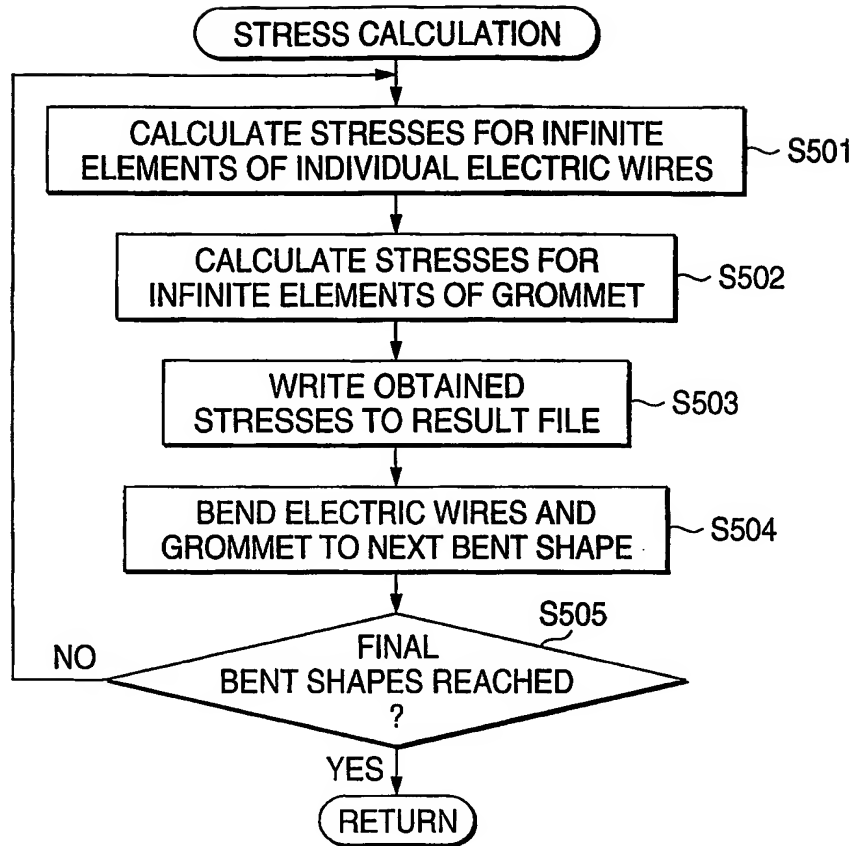 STRESS CALCULATION
CALCULATE STRESSES FOR INFINITE
ELEMENTS OF INDIVIDUAL ELECTRIC WIRES
S501
CALCULATE STRESSES FOR
INFINITE ELEMENTS OF GROMMET
S502
WRITE OBTAINED
STRESSES TO RESULT FILE
S503
BEND ELECTRIC WIRES AND
GROMMET TO NEXT BENT SHAPE
S504
S505
FINAL
BENT SHAPES REACHED
?
NO
YES
RETURN